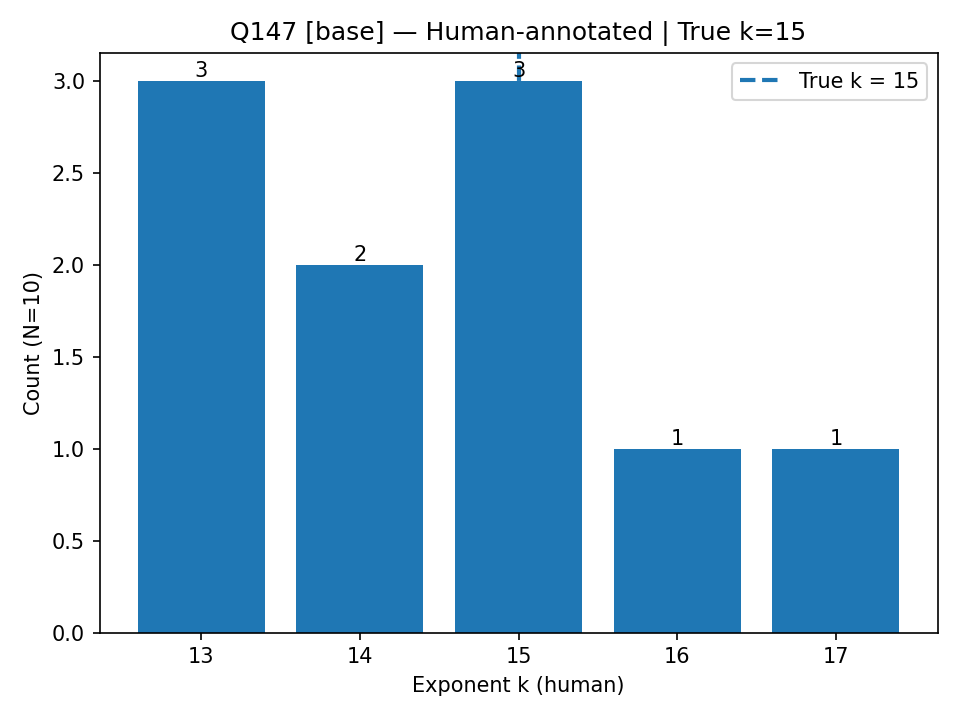 Q147 [base] — Human-annotated | True k=15
True k = 15
3
2
3
1
1
3.0
2.5
2.0
1.5
1.0
0.5
0.0
Count (N=10)
13 14 15 16 17
Exponent k (human)